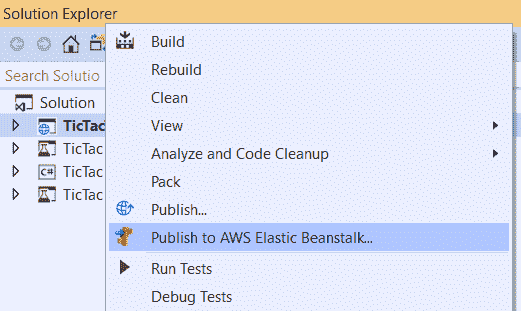 Solution Explorer
Search Solutio
Solution
TicTac
TicTac
C# TicTac
TicTac
Build
Rebuild
Clean
View
Analyze and Code Cleanup
Pack
Publish...
Publish to AWS Elastic Beanstalk...
Run Tests
Debug Tests